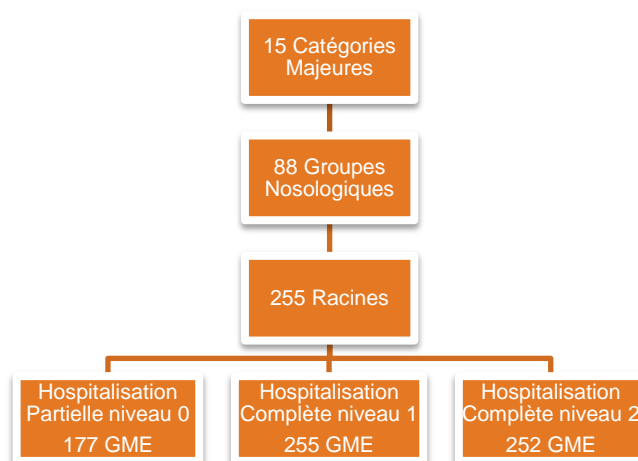 15 Catégories
Majeures
88 Groupes
Nosologiques
255 Racines
Hospitalisation
Partielle niveau 0
177 GME
Hospitalisation
Complète niveau 1
255 GME
Hospitalisation
Complète niveau 2
252 GME